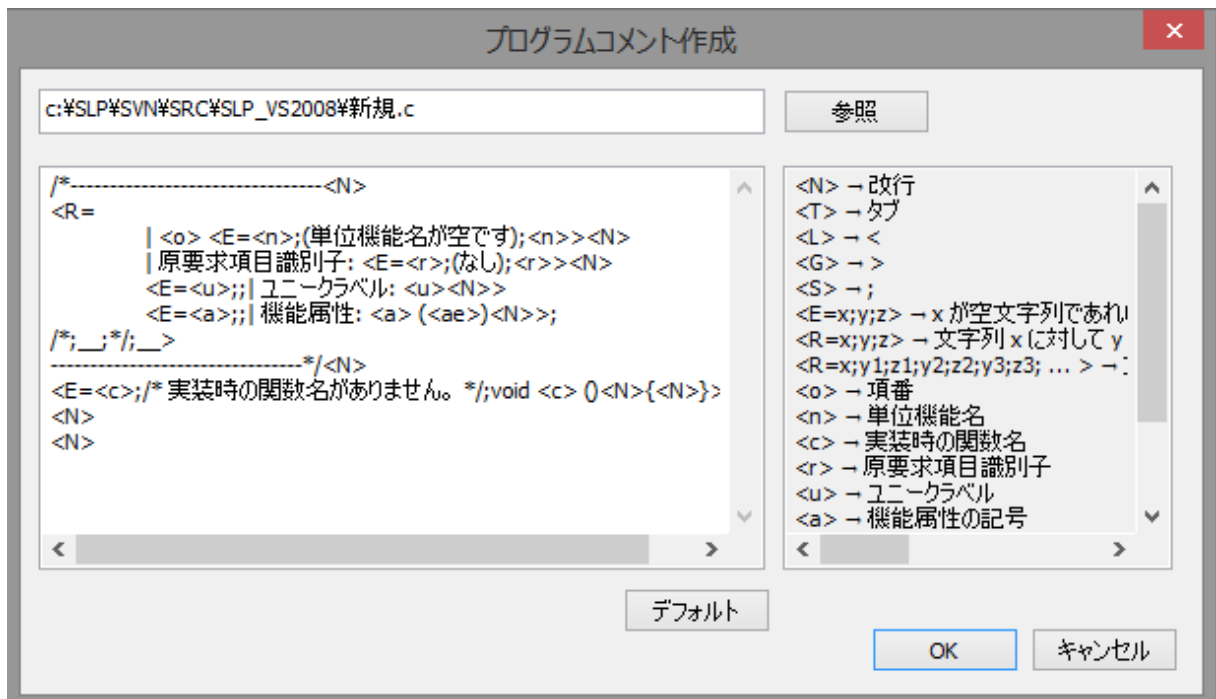 プログラムコメント作成
c:¥SLP¥SVN¥SRC¥SLP_VS2008¥新規.c
参照
/*--------------------------------<N>
<R=
| <o> <E=<n>;(単位機能名が空です);<n>><N>
| 原要求項目識別子: <E=<r>;(なし);<r>><N>
<E=<u>;;| ユニークラベル: <u><N>>
<E=<a>;;| 機能属性: <a> (<ae>)<N>>;
/*;__;*/;__>
--------------------------------*/<N>
<E=<c>;/* 実装時の関数名がありません。 */;void <c> ()<N>{<N>}>
<N>
<N>
<N> → 改行
<T> → タブ
<L> → <
<G> → >
<S> → ;
<E=x;y;z> → x が空文字列であれ
<R=x;y;z> → 文字列 x に対して y
<R=x;y1;z1;y2;z2;y3;z3; ... > →
<o> → 項番
<n> → 単位機能名
<c> → 実装時の関数名
<r> → 原要求項目識別子
<u> → ユニークラベル
<a> → 機能属性の記号
デフォルト
OK
キャンセル